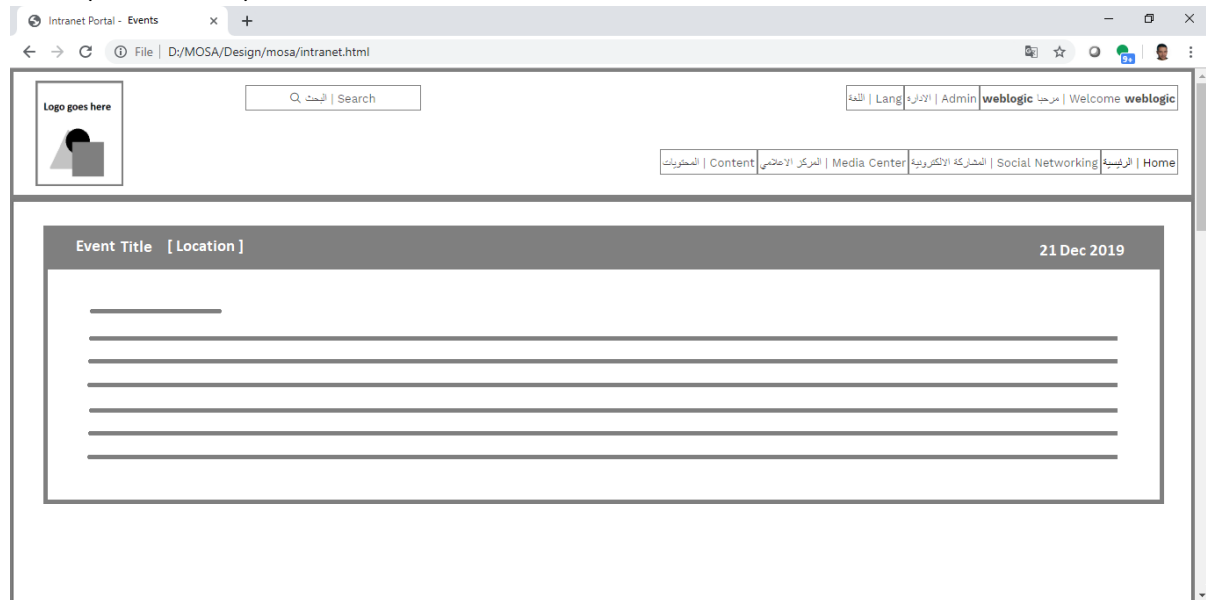 Intranet Portal - Events
File | D:/MOSA/Design/mosa/intranet.html
9+
Logo goes here
البحث | Search
اللغة | Lang
الادارة | Admin
weblogic مرحبا | Welcome weblogic
المحتويات | Content
المركز الاعلامي | Media Center
المشاركة الالكترونية | Social Networking
الرئيسية | Home
Event Title [ Location ]
21 Dec 2019